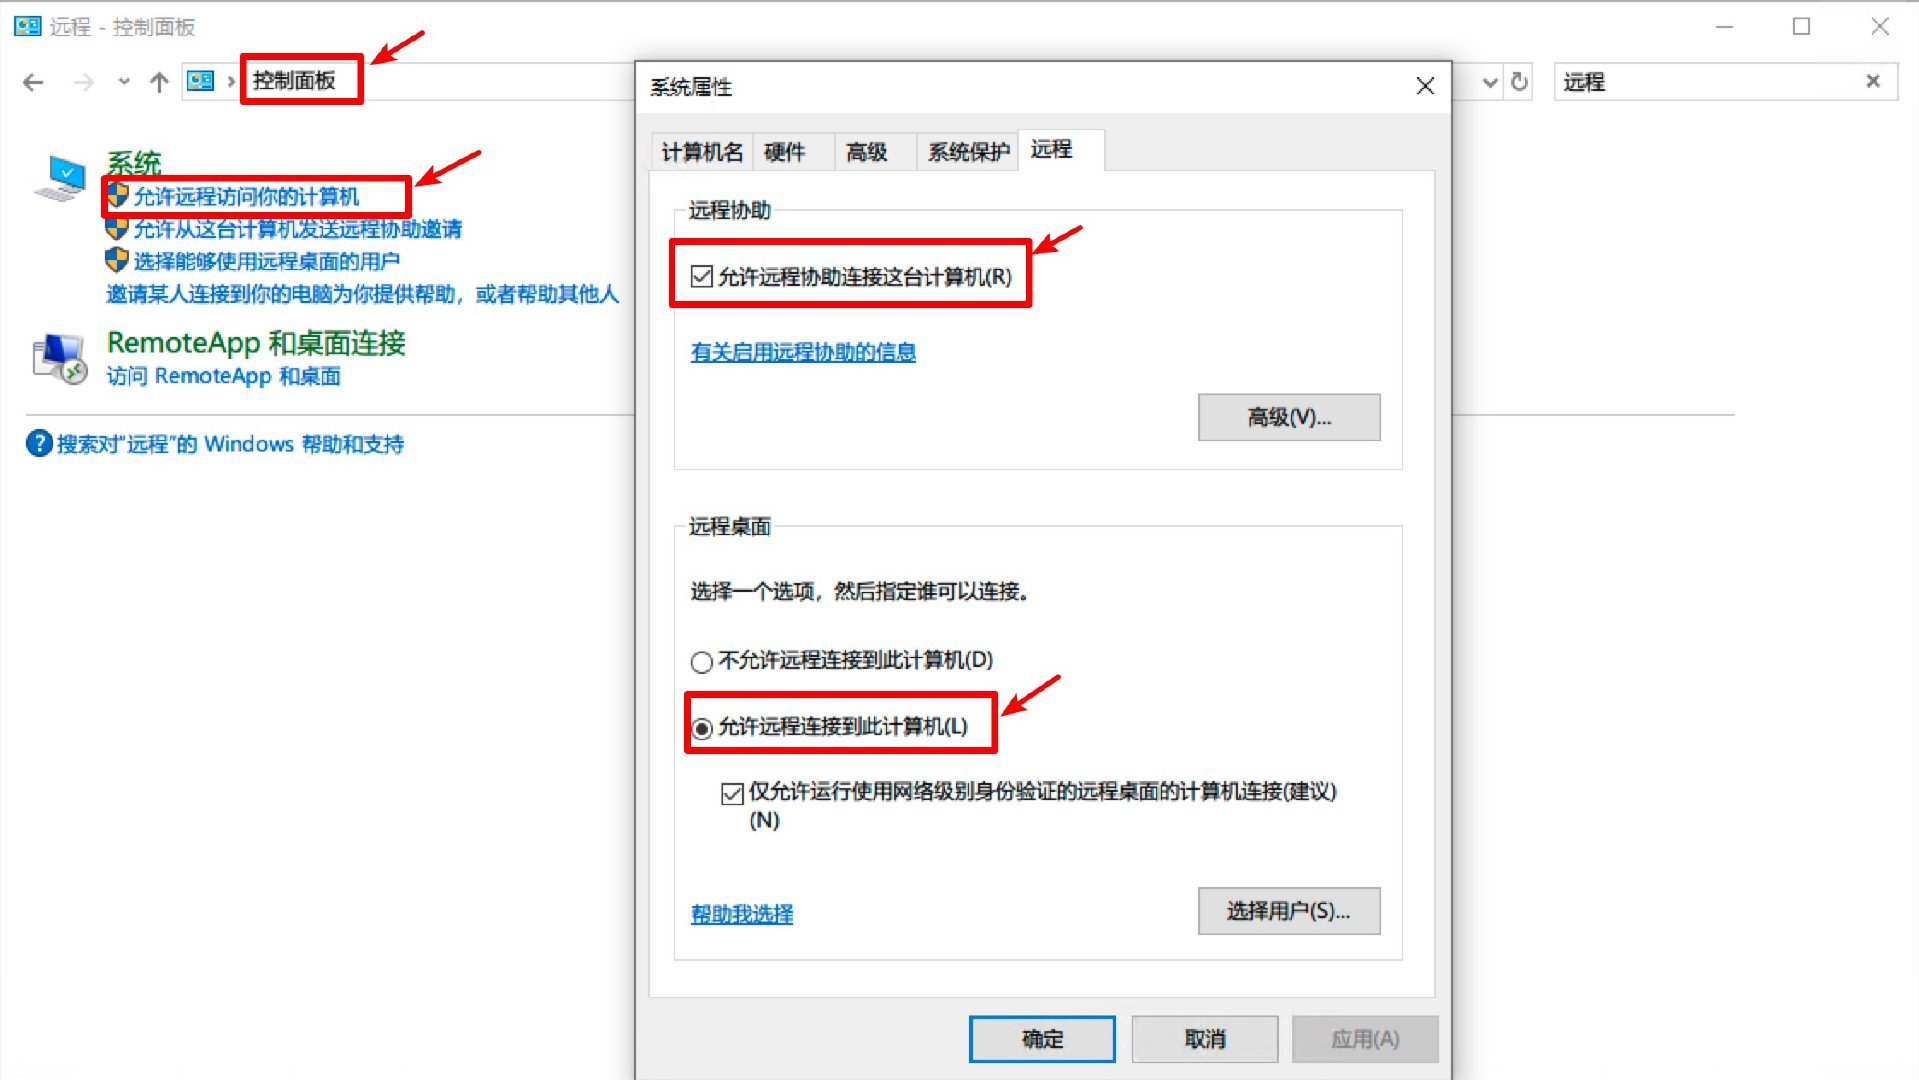 远程 - 控制面板
控制面板
远程
系统
允许远程访问你的计算机
允许从这台计算机发送远程协助邀请
选择能够使用远程桌面的用户
邀请某人连接到你的电脑为你提供帮助，或者帮助其他人
RemoteApp 和桌面连接
访问 RemoteApp 和桌面
搜索对"远程"的 Windows 帮助和支持
系统属性
计算机名 硬件 高级 系统保护 远程
远程协助
允许远程协助连接这台计算机(R)
有关启用远程协助的信息
高级(V)...
远程桌面
选择一个选项，然后指定谁可以连接。
不允许远程连接到此计算机(D)
允许远程连接到此计算机(L)
仅允许运行使用网络级别身份验证的远程桌面的计算机连接(建议)
(N)
帮助我选择
选择用户(S)...
确定 取消 应用(A)